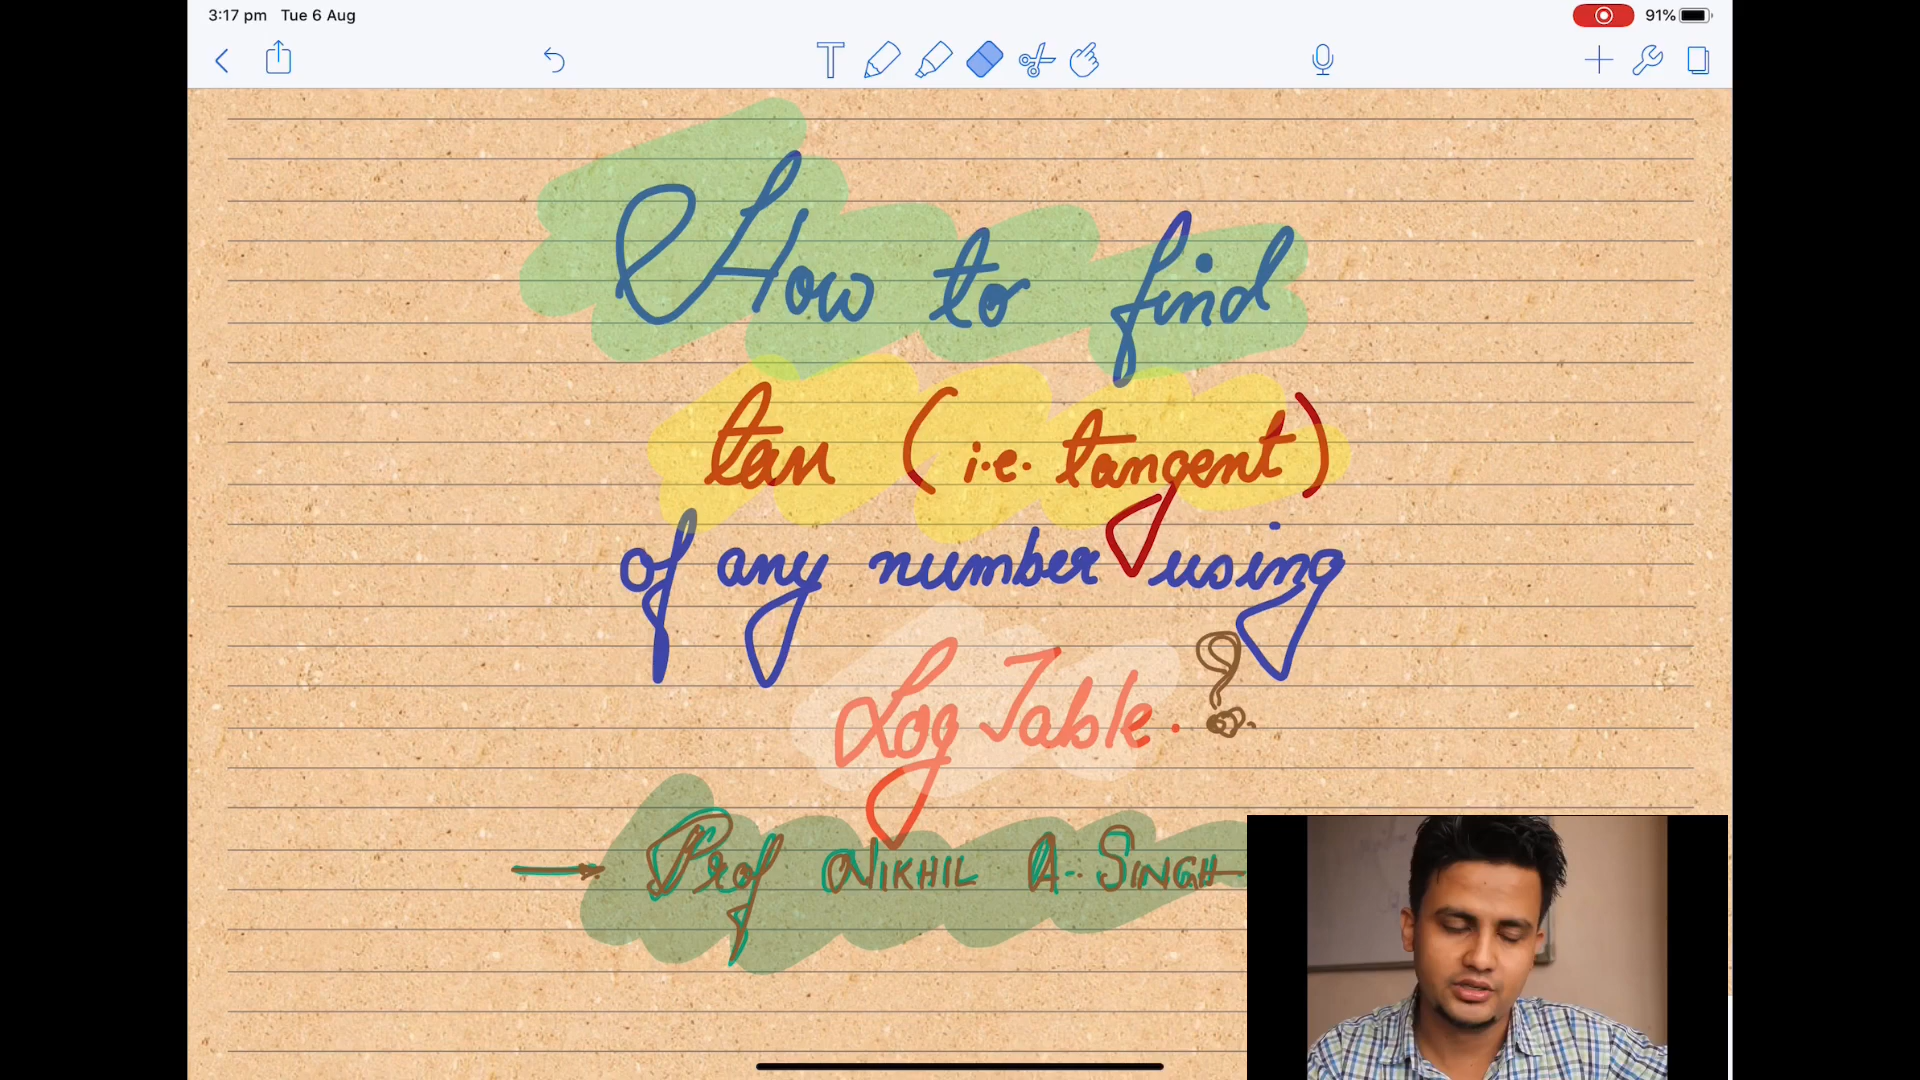 3:17 pm Tue 6 Aug
91%
T
How to find
tan (i.e. tangent)
of any number using
Log Table. ?
Prof NIKHIL A. SINGH